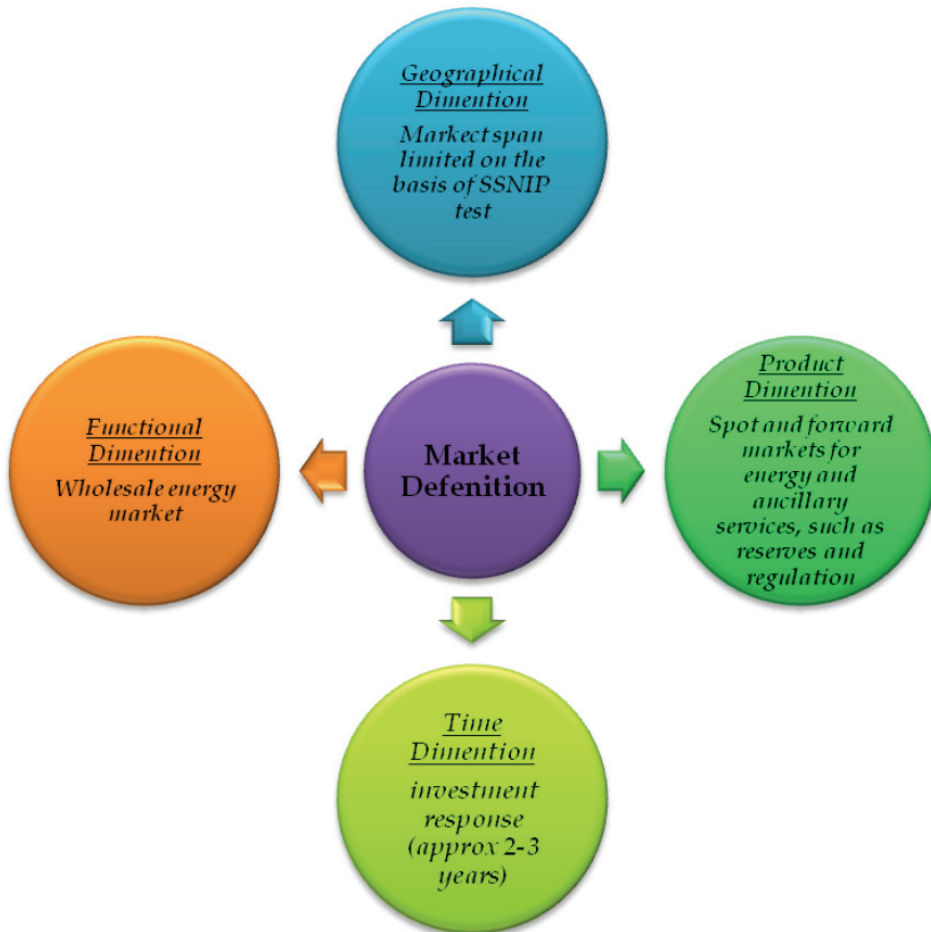 Geographical
Dimention
Markect span
limited on the
basis of SSNIP
test
Functional
Dimention
Wholesale energy
market
Market
Defenition
Product
Dimention
Spot and forward
markets for
energy and
ancillary
services, such as
reserves and
regulation
Time
Dimention
investment
response
(approx 2-3
years)